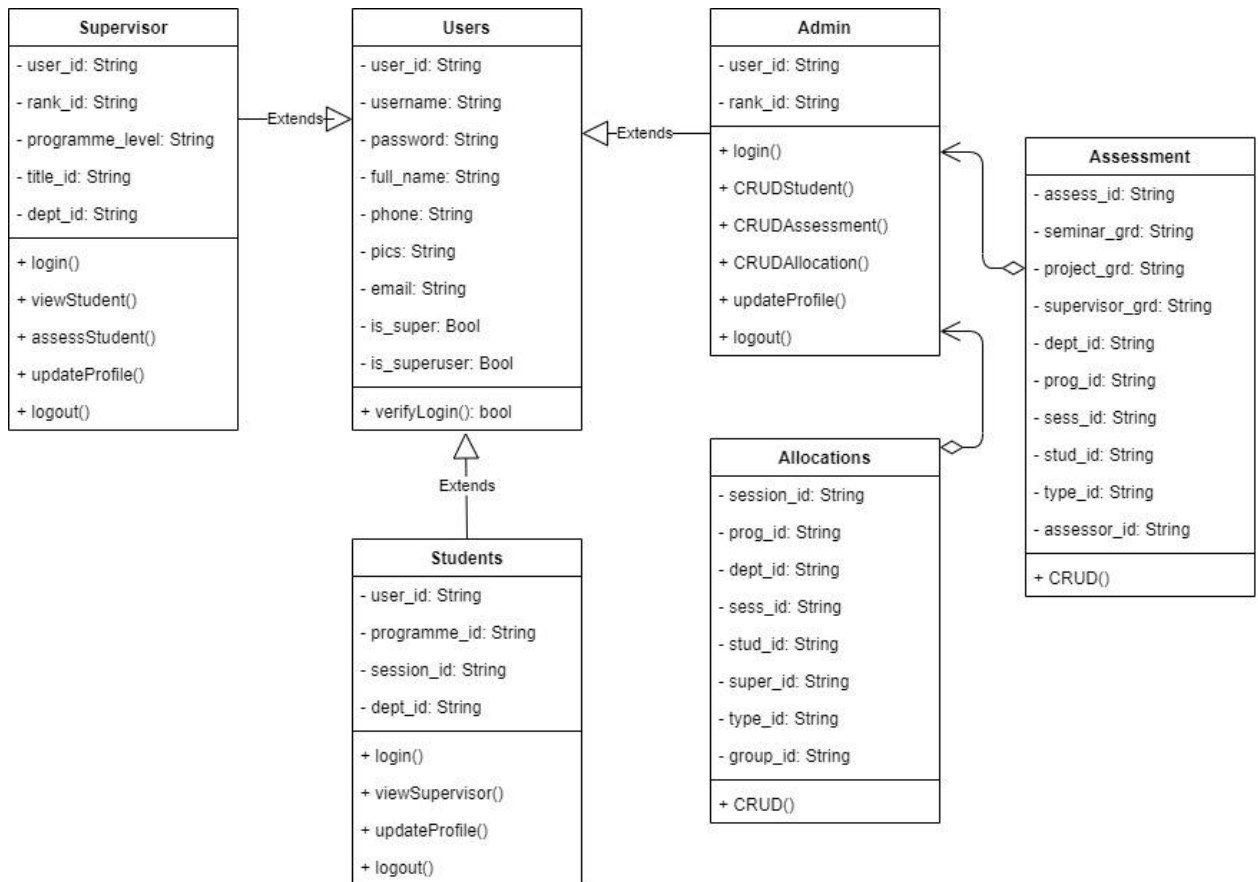 Supervisor
- user_id: String
- rank_id: String
- programme_level: String
- title_id: String
- dept_id: String
+ login()
+ viewStudent()
+ assessStudent()
+ updateProfile()
+ logout()
Extends
Users
- user_id: String
- username: String
- password: String
- full_name: String
- phone: String
- pics: String
- email: String
- is_super: Bool
- is_superuser: Bool
+ verifyLogin(): bool
Extends
Admin
- user_id: String
- rank_id: String
+ login()
+ CRUDStudent()
+ CRUDAssessment()
+ CRUDAllocation()
+ updateProfile()
+ logout()
Assessment
- assess_id: String
- seminar_grd: String
- project_grd: String
- supervisor_grd: String
- dept_id: String
- prog_id: String
- sess_id: String
- stud_id: String
- type_id: String
- assessor_id: String
+ CRUD()
Extends
Students
- user_id: String
- programme_id: String
- session_id: String
- dept_id: String
+ login()
+ viewSupervisor()
+ updateProfile()
+ logout()
Allocations
- session_id: String
- prog_id: String
- dept_id: String
- sess_id: String
- stud_id: String
- super_id: String
- type_id: String
- group_id: String
+ CRUD()